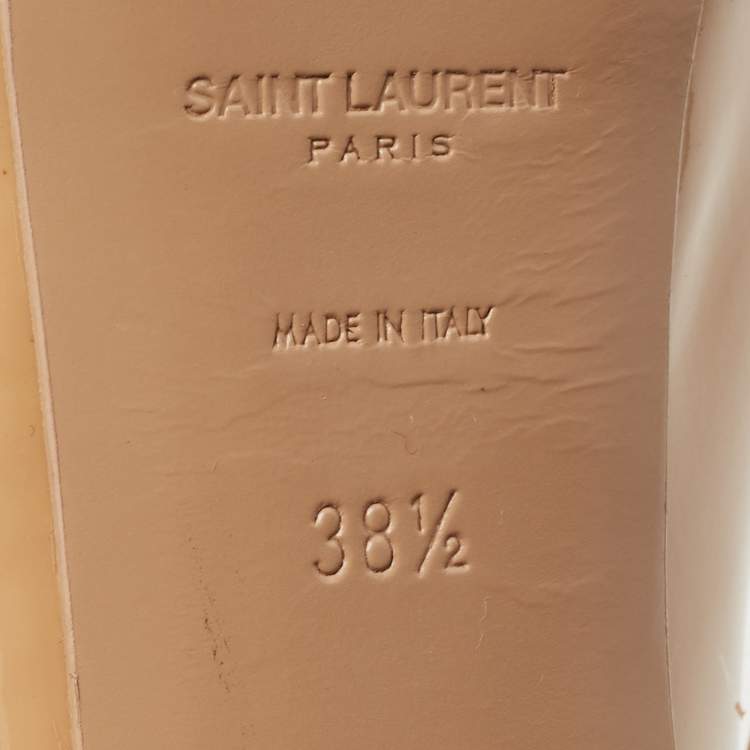 SAINT LAURENT
PARIS
MADE IN ITALY
38½